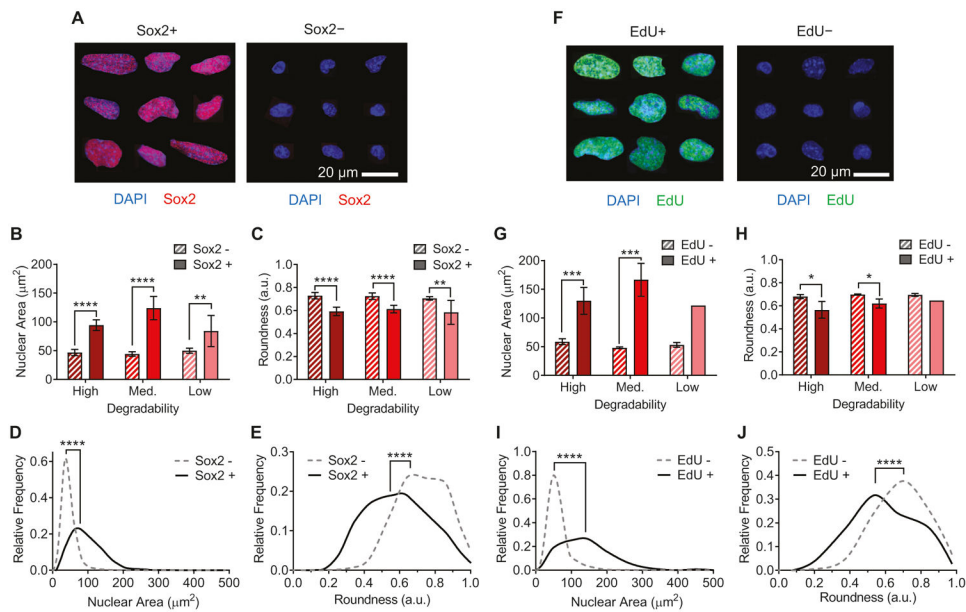 A
Sox2+ Sox2−
20 μm
DAPI Sox2 DAPI Sox2
F
EdU+ EdU−
20 μm
DAPI EdU DAPI EdU
B
Sox2 -
Sox2 +
Nuclear Area (μm²)
200
150
100
50
0
**** **** **
High Med. Low
Degradability
C
Sox2 -
Sox2 +
Roundness (a.u.)
1.0
0.8
0.6
0.4
0.2
0.0
**** **** **
High Med. Low
Degradability
G
EdU -
EdU +
Nuclear Area (μm²)
200
150
100
50
0
*** ***
High Med. Low
Degradability
H
EdU -
EdU +
Roundness (a.u.)
1.0
0.8
0.6
0.4
0.2
0.0
* *
High Med. Low
Degradability
D
****
Sox2 -
Sox2 +
Relative Frequency
0.6
0.4
0.2
0.0
0 100 200 300 400 500
Nuclear Area (μm²)
E
Sox2 -
Sox2 +
****
Relative Frequency
0.3
0.2
0.1
0.0
0.0 0.2 0.4 0.6 0.8 1.0
Roundness (a.u.)
I
****
EdU -
EdU +
Relative Frequency
1.0
0.8
0.6
0.4
0.2
0.0
0 100 200 300 400 500
Nuclear Area (μm²)
J
EdU -
EdU +
****
Relative Frequency
0.5
0.4
0.3
0.2
0.1
0.0
0.0 0.2 0.4 0.6 0.8 1.0
Roundness (a.u.)